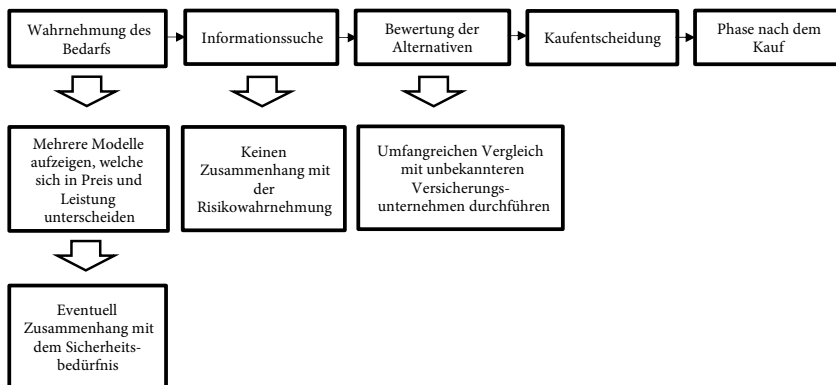 Wahrnehmung des
Bedarfs
Informationssuche
Bewertung der
Alternativen
Kaufentscheidung
Phase nach dem
Kauf
Mehrere Modelle
aufzeigen, welche
sich in Preis und
Leistung
unterscheiden
Keinen
Zusammenhang mit
der
Risikowahrnehmung
Umfangreichen Vergleich
mit unbekannteren
Versicherungs-
unternehmen durchführen
Eventuell
Zusammenhang mit
dem Sicherheits-
bedürfnis